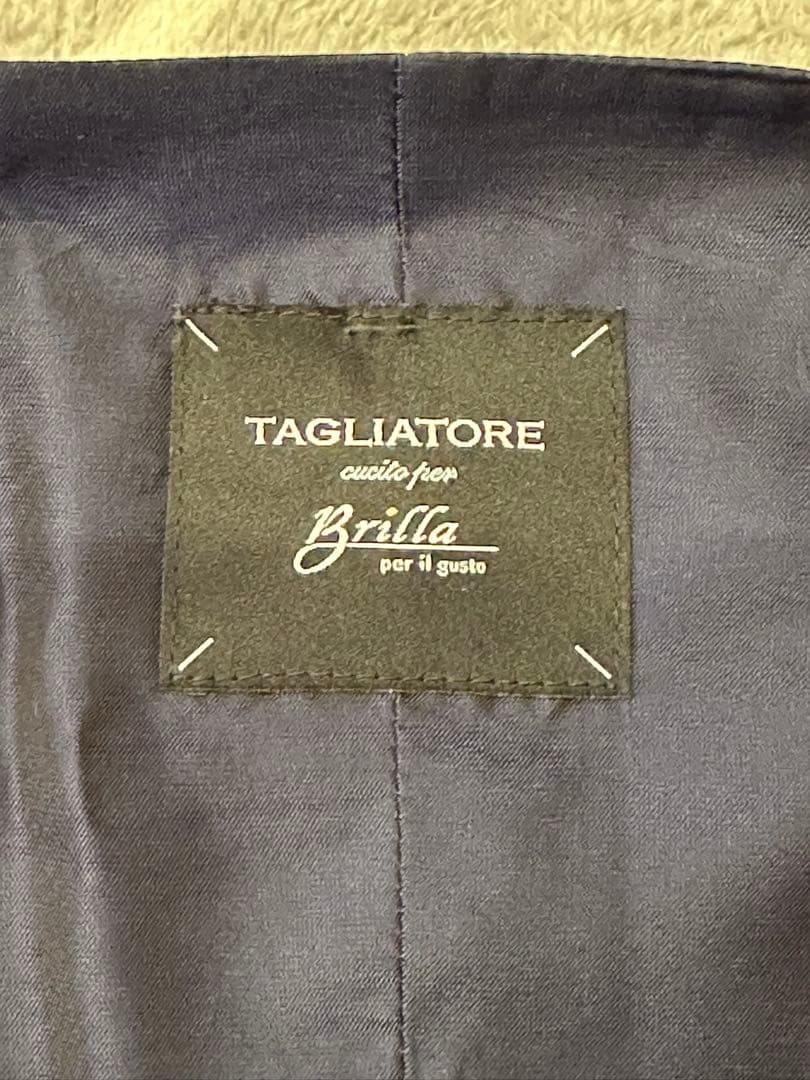 TAGLIATORE
cucito per
Brilla
per il gusto